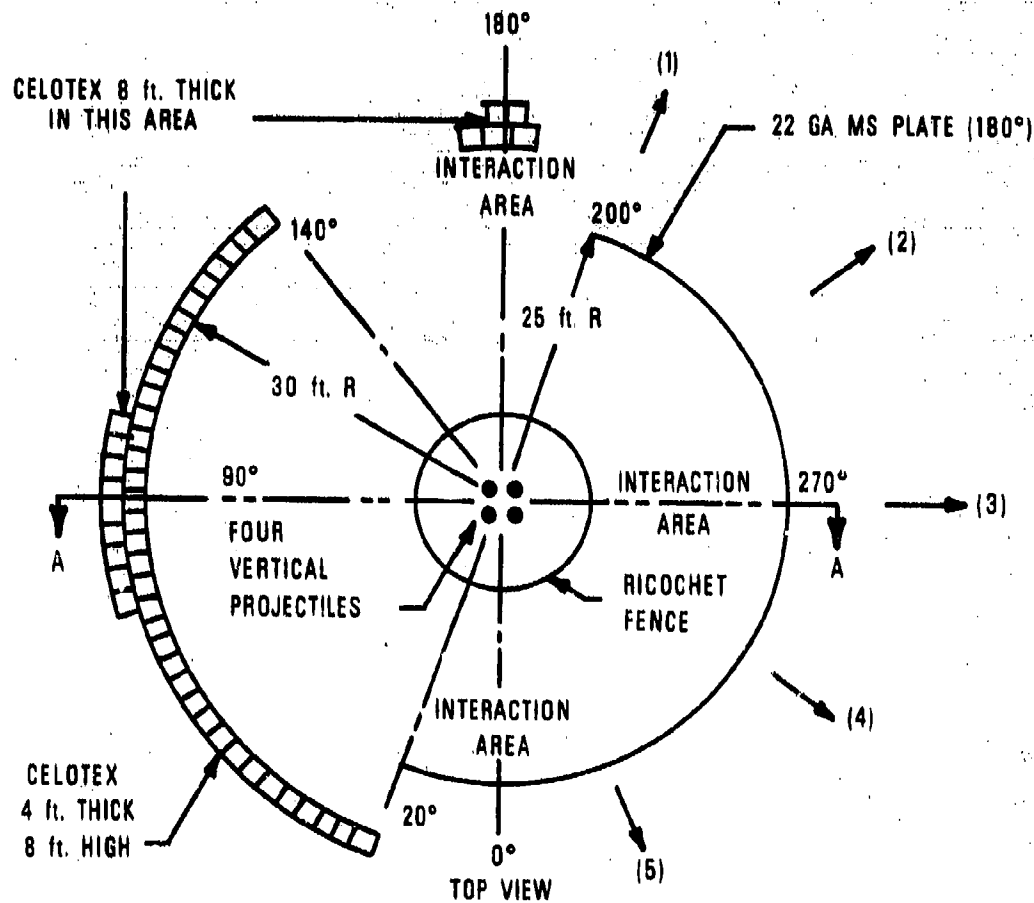 180°
(1)
CELOTEX 8 ft. THICK
IN THIS AREA
22 GA MS PLATE (180°)
INTERACTION
AREA
200°
140°
(2)
25 ft. R
30 ft. R
90°
INTERACTION
AREA
270°
(3)
A
A
FOUR
VERTICAL
PROJECTILES
RICOCHET
FENCE
INTERACTION
AREA
(4)
CELOTEX
4 ft. THICK
8 ft. HIGH
20°
0°
(5)
TOP VIEW